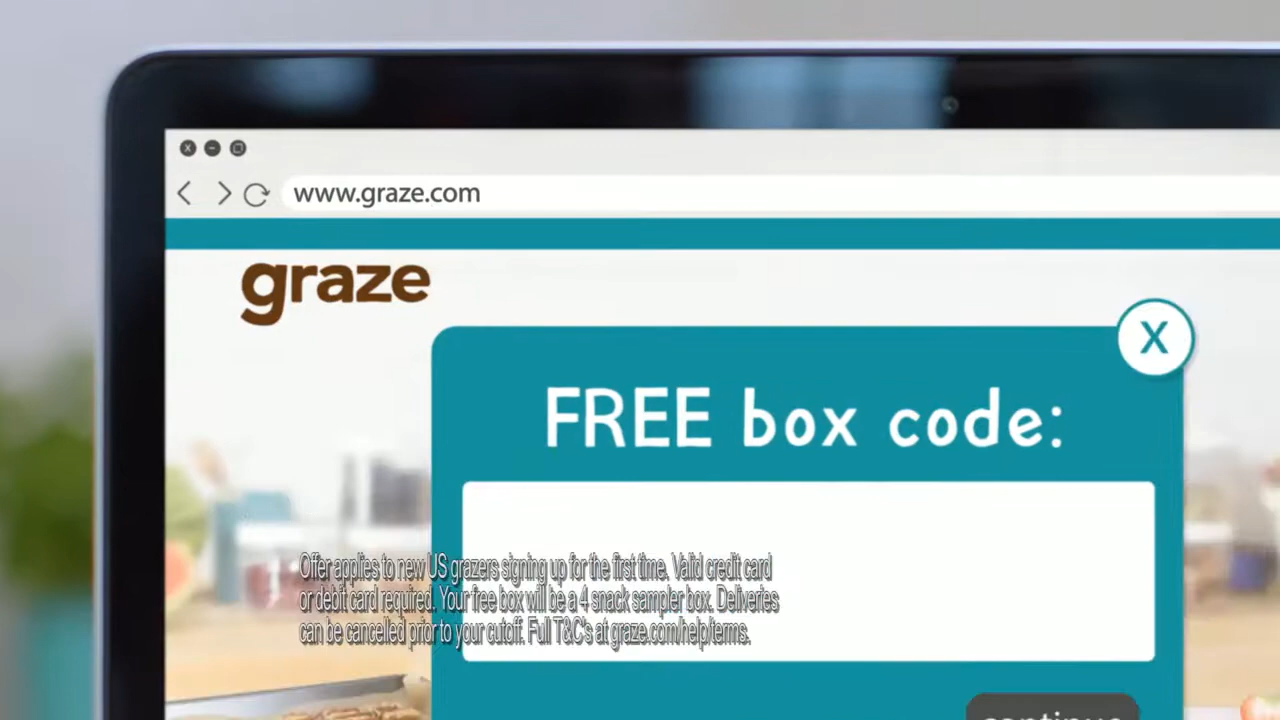 www.graze.com
graze
X
FREE box code:
Offer applies to new US grazers signing up for the first time. Valid credit card
or debit card required. Your free box will be a 4 snack sampler box. Deliveries
can be cancelled prior to your cutoff. Full T&C's at graze.com/help/terms.
continue